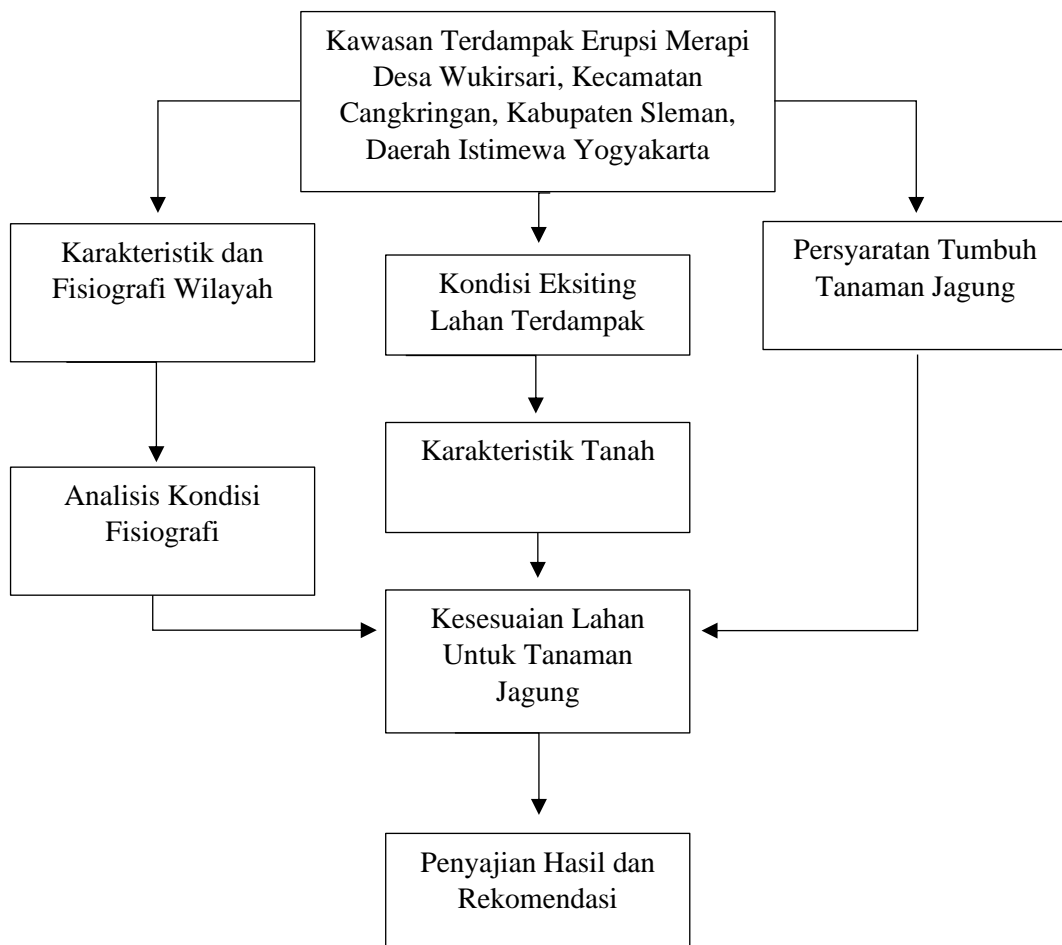 Kawasan Terdampak Erupsi Merapi
Desa Wukirsari, Kecamatan
Cangkringan, Kabupaten Sleman,
Daerah Istimewa Yogyakarta
Karakteristik dan
Fisiografi Wilayah
Kondisi Eksiting
Lahan Terdampak
Persyaratan Tumbuh
Tanaman Jagung
Analisis Kondisi
Fisiografi
Karakteristik Tanah
Kesesuaian Lahan
Untuk Tanaman
Jagung
Penyajian Hasil dan
Rekomendasi